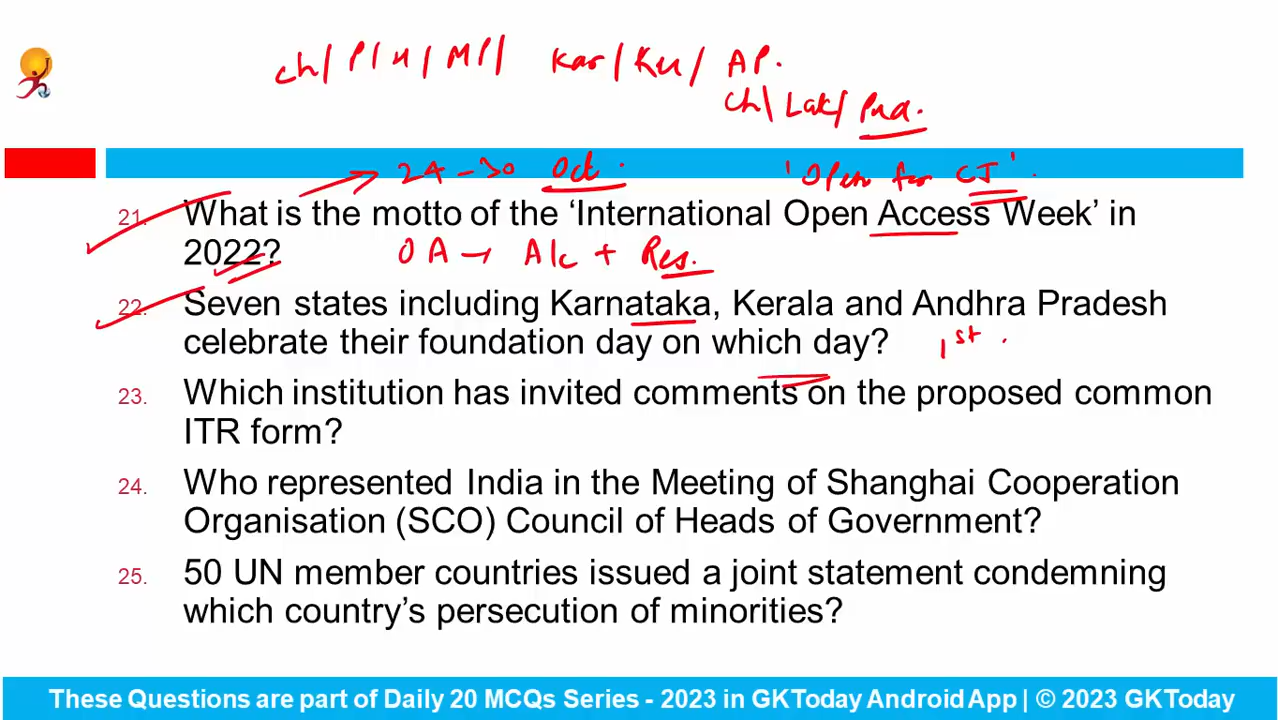 ch/ P/ H/ MP/ Kar/ Ker/ AP.
ch/ Lak/ Pud.
24-30 Oct. 'Open for CJ'.
21. What is the motto of the ‘International Open Access Week’ in
2022?
OA → A/c + Res.
22. Seven states including Karnataka, Kerala and Andhra Pradesh
celebrate their foundation day on which day? 1st.
23. Which institution has invited comments on the proposed common
ITR form?
24. Who represented India in the Meeting of Shanghai Cooperation
Organisation (SCO) Council of Heads of Government?
25. 50 UN member countries issued a joint statement condemning
which country’s persecution of minorities?
These Questions are part of Daily 20 MCQs Series - 2023 in GKToday Android App | © 2023 GKToday